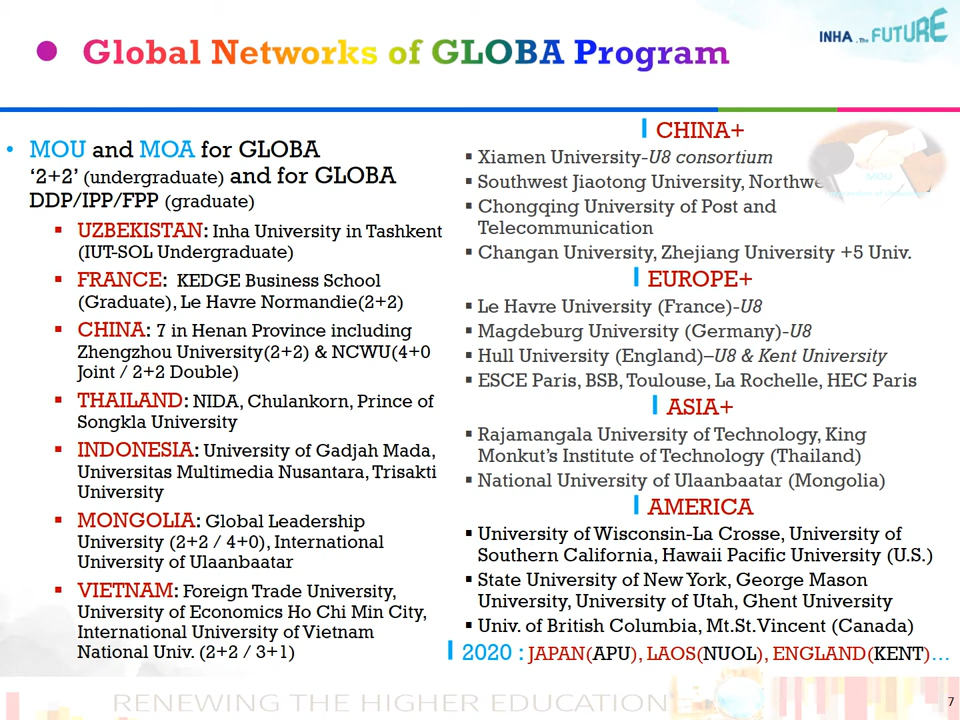 INHA , The FUTURE
● Global Networks of GLOBA Program
• MOU and MOA for GLOBA
‘2+2’ (undergraduate) and for GLOBA
DDP/IPP/FPP (graduate)
▪ UZBEKISTAN: Inha University in Tashkent
(IUT-SOL Undergraduate)
▪ FRANCE: KEDGE Business School
(Graduate), Le Havre Normandie(2+2)
▪ CHINA: 7 in Henan Province including
Zhengzhou University(2+2) & NCWU(4+0
Joint / 2+2 Double)
▪ THAILAND: NIDA, Chulankorn, Prince of
Songkla University
▪ INDONESIA: University of Gadjah Mada,
Universitas Multimedia Nusantara, Trisakti
University
▪ MONGOLIA: Global Leadership
University (2+2 / 4+0), International
University of Ulaanbaatar
▪ VIETNAM: Foreign Trade University,
University of Economics Ho Chi Min City,
International University of Vietnam
National Univ. (2+2 / 3+1)
CHINA+
▪ Xiamen University-U8 consortium
▪ Southwest Jiaotong University,
▪ Chongqing University of Post and
Telecommunication
▪ Changan University, Zhejiang University +5 Univ.
MOU
EUROPE+
▪ Le Havre University (France)-U8
▪ Magdeburg University (Germany)-U8
▪ Hull University (England)–U8 & Kent University
▪ ESCE Paris, BSB, Toulouse, La Rochelle, HEC Paris
ASIA+
▪ Rajamangala University of Technology, King
Monkut’s Institute of Technology (Thailand)
▪ National University of Ulaanbaatar (Mongolia)
AMERICA
▪ University of Wisconsin-La Crosse, University of
Southern California, Hawaii Pacific University (U.S.)
▪ State University of New York, George Mason
University, University of Utah, Ghent University
▪ Univ. of British Columbia, Mt.St.Vincent (Canada)
2020 : JAPAN(APU), LAOS(NUOL), ENGLAND(KENT)…
RENEWING THE HIGHER EDUCATION
7